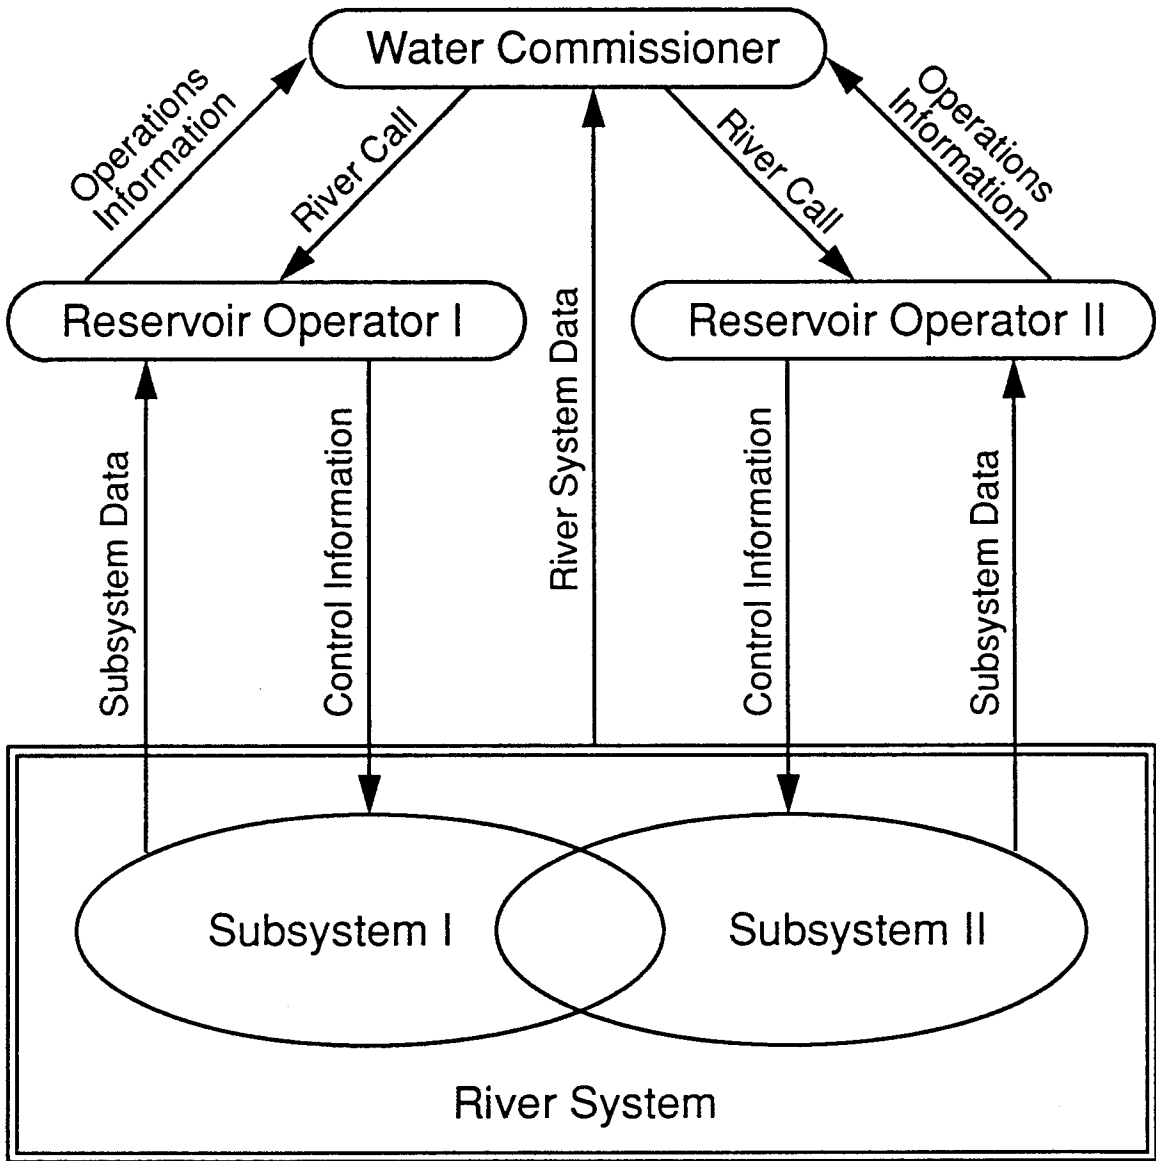 Water Commissioner
Operations
Information
River Call
River Call
Operations
Information
Reservoir Operator I
Reservoir Operator II
Subsystem Data
Control Information
River System Data
Control Information
Subsystem Data
Subsystem I
Subsystem II
River System